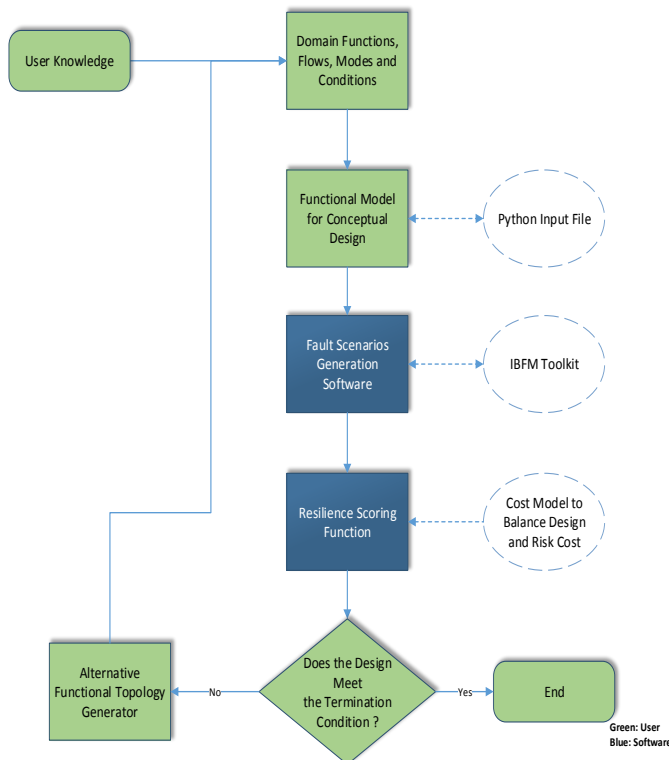 User Knowledge
Domain Functions,
Flows, Modes and
Conditions
Functional Model
for Conceptual
Design
Python Input File
Fault Scenarios
Generation
Software
IBFM Toolkit
Resilience Scoring
Function
Cost Model to
Balance Design
and Risk Cost
Does the Design
Meet
the Termination
Condition ?
No
Yes
Alternative
Functional Topology
Generator
End
Green: User
Blue: Software